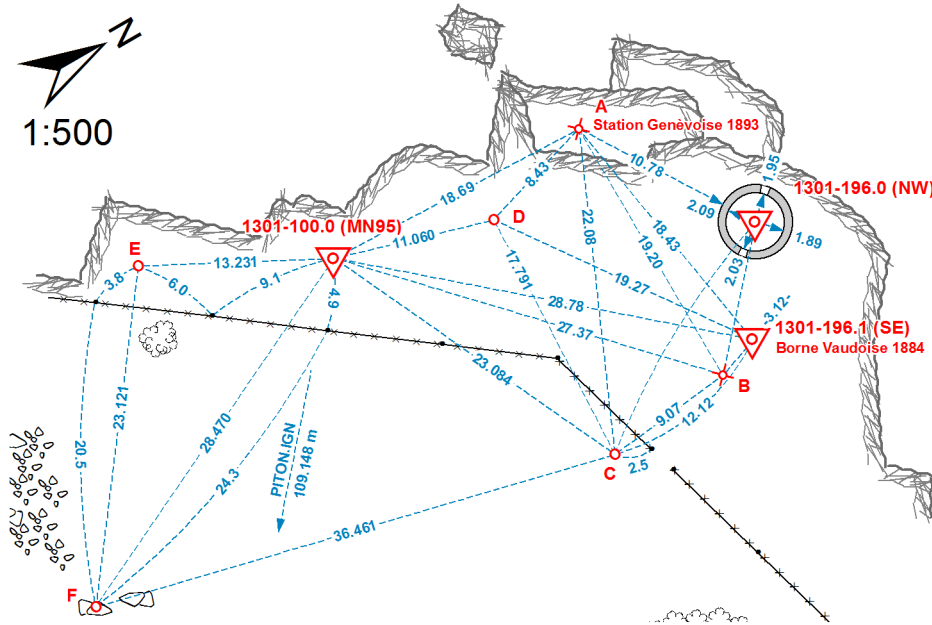 N
1:500
A
Station Genèvoise 1893
10.78
1.95
1301-196.0 (NW)
18.69
8.43
2.09
1.89
1301-100.0 (MN95)
D
11.060
22.08
18.43
19.20
2.03
E
13.231
17.791
19.27
3.8
6.0
9.1
4.9
28.78
-3.12-
27.37
1301-196.1 (SE)
Borne Vaudoise 1884
23.084
B
23.121
28.470
9.07
12.12
20.5
24.3
PITON.IGN
109.148 m
C
2.5
36.461
F